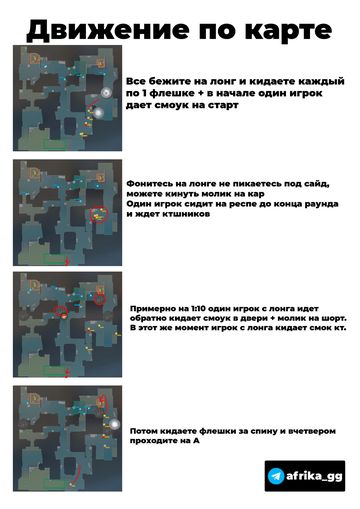 Движение по карте
Все бежите на лонг и кидаете каждый
по 1 флешке + в начале один игрок
дает смоук на старт
Фонитесь на лонге не пикаетесь под сайд,
можете кинуть молик на кар
Один игрок сидит на респе до конца раунда
и ждет ктшников
Примерно на 1:10 один игрок с лонга идет
обратно кидает смоук в двери + молик на шорт.
В этот же момент игрок с лонга кидает смок кт.
Потом кидаете флешки за спину и вчетвером
проходите на А
afrika_gg